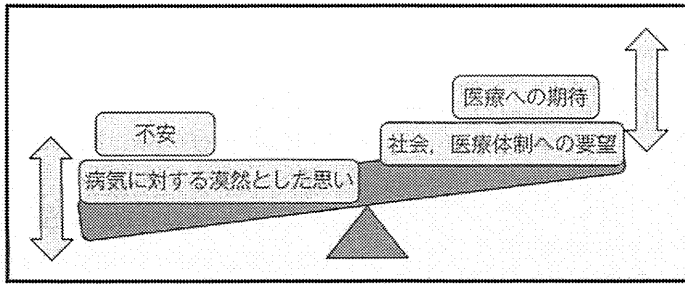 医療への期待
不安
社会，医療体制への要望
病気に対する漠然とした思い